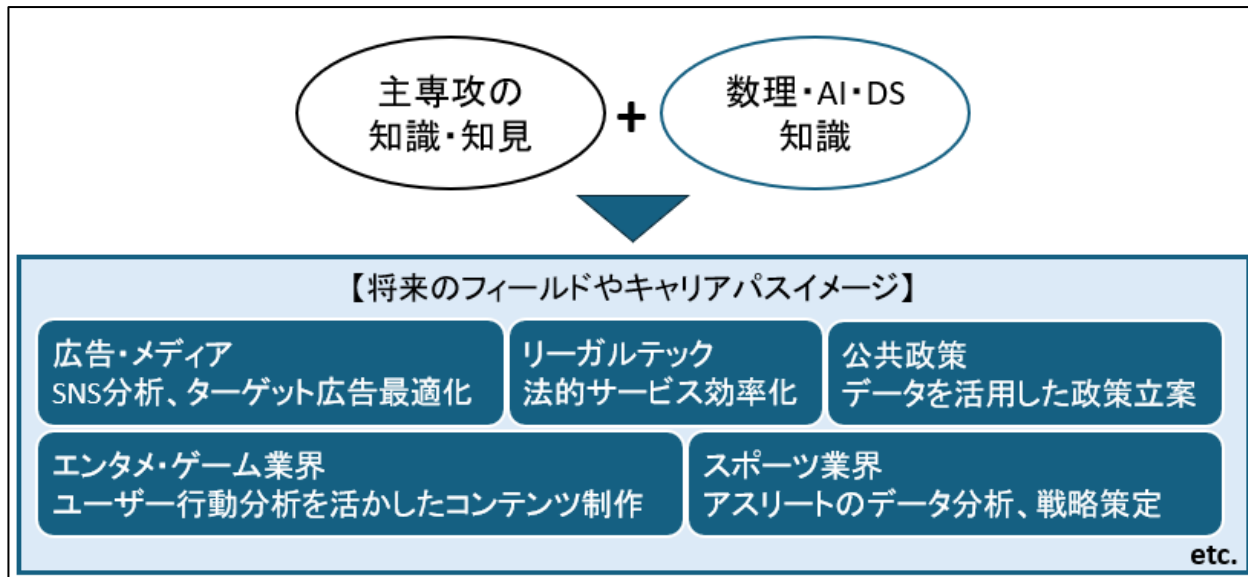 主専攻の
知識・知見
+
数理・AI・DS
知識
【将来のフィールドやキャリアパスイメージ】
広告・メディア
SNS分析、ターゲット広告最適化
リーガルテック
法的サービス効率化
公共政策
データを活用した政策立案
エンタメ・ゲーム業界
ユーザー行動分析を活かしたコンテンツ制作
スポーツ業界
アスリートのデータ分析、戦略策定
etc.